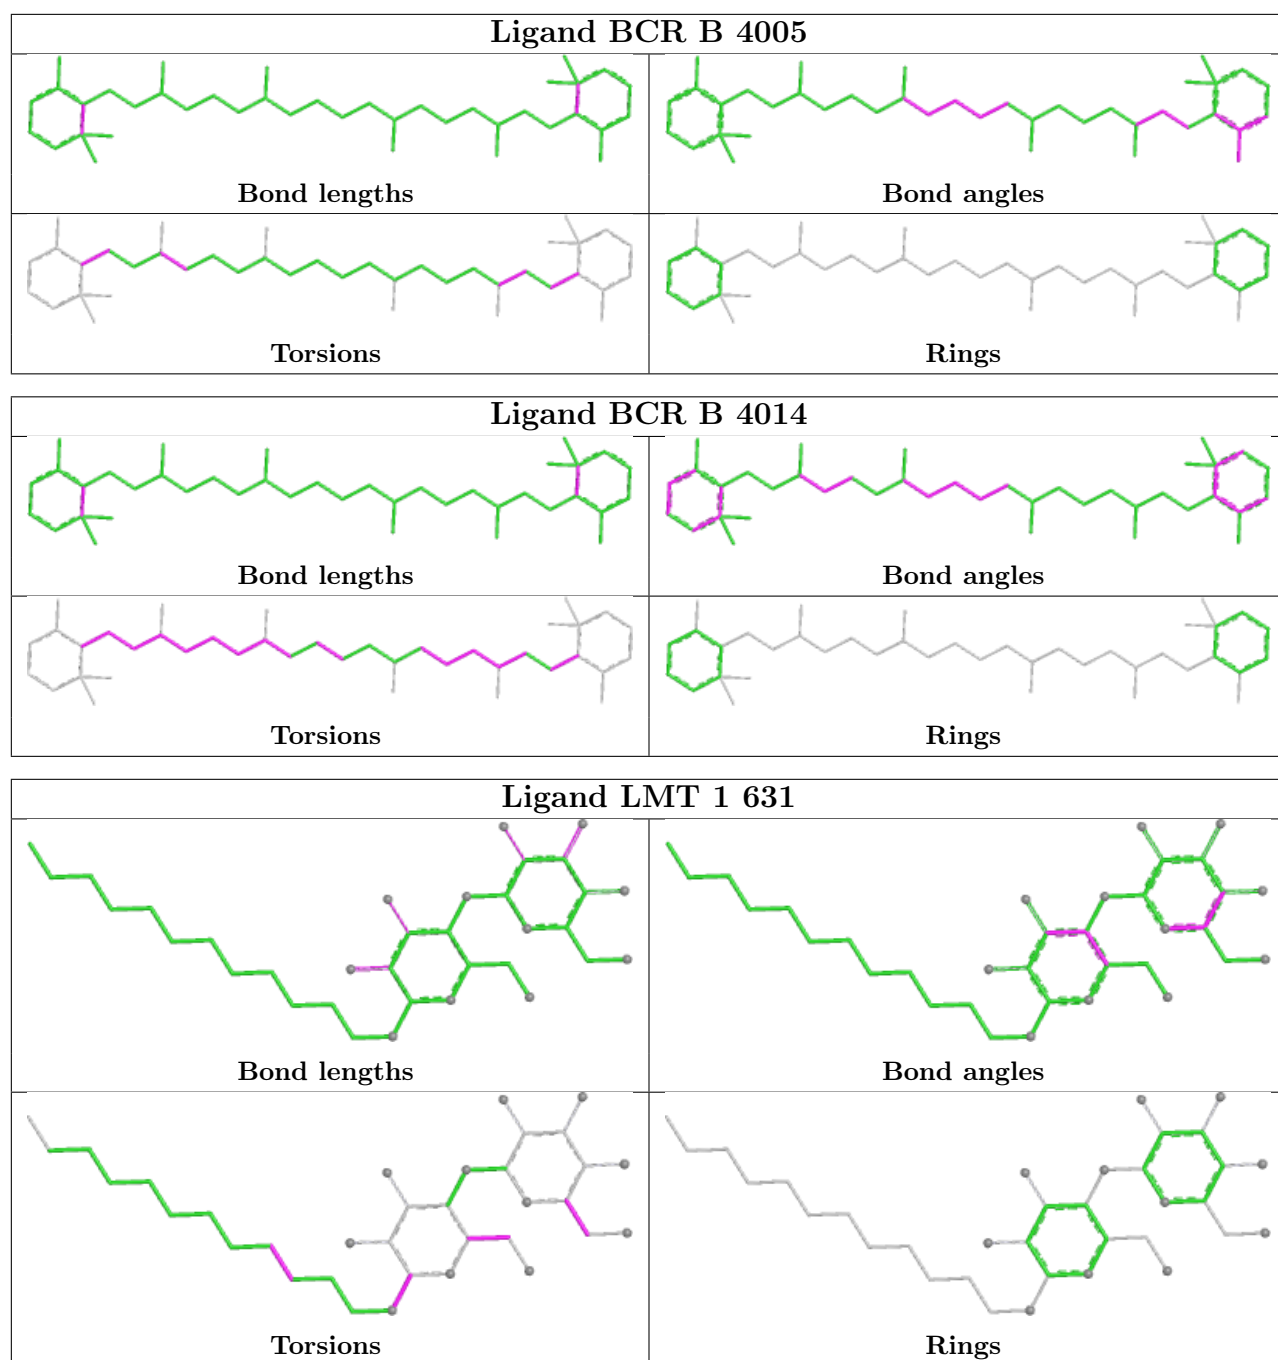 Ligand BCR B 4005
Bond lengths
Bond angles
Torsions
Rings
Ligand BCR B 4014
Bond lengths
Bond angles
Torsions
Rings
Ligand LMT 1 631
Bond lengths
Bond angles
Torsions
Rings